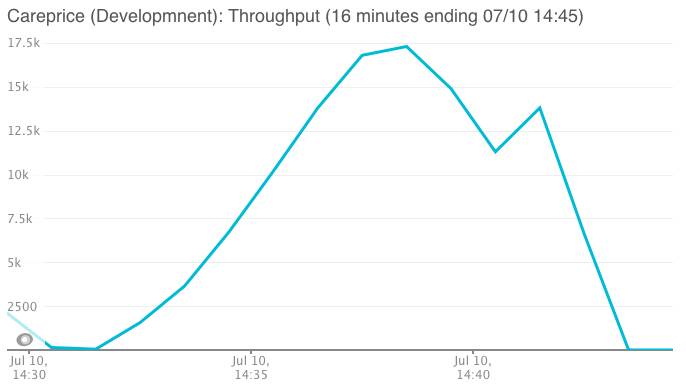 Careprice (Developmnent): Throughput (16 minutes ending 07/10 14:45)
17.5k
15k
12.5k
10k
7.5k
5k
2500
Jul 10,
14:30
Jul 10,
14:35
Jul 10,
14:40